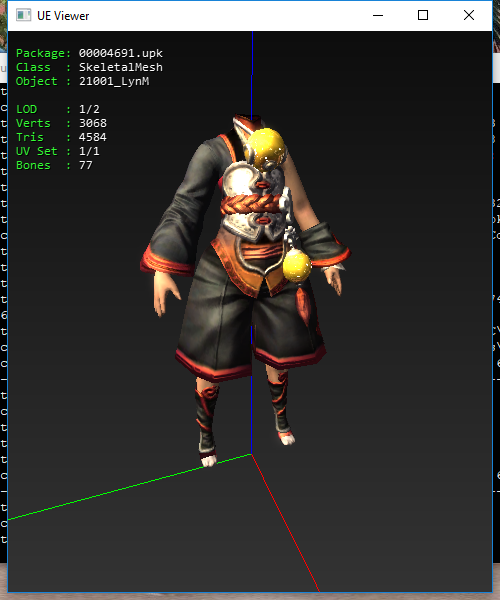 UE Viewer
Package: 00004691.upk
Class : SkeletalMesh
Object : 21001_LynM
LOD : 1/2
Verts : 3068
Tris : 4584
UV Set : 1/1
Bones : 77